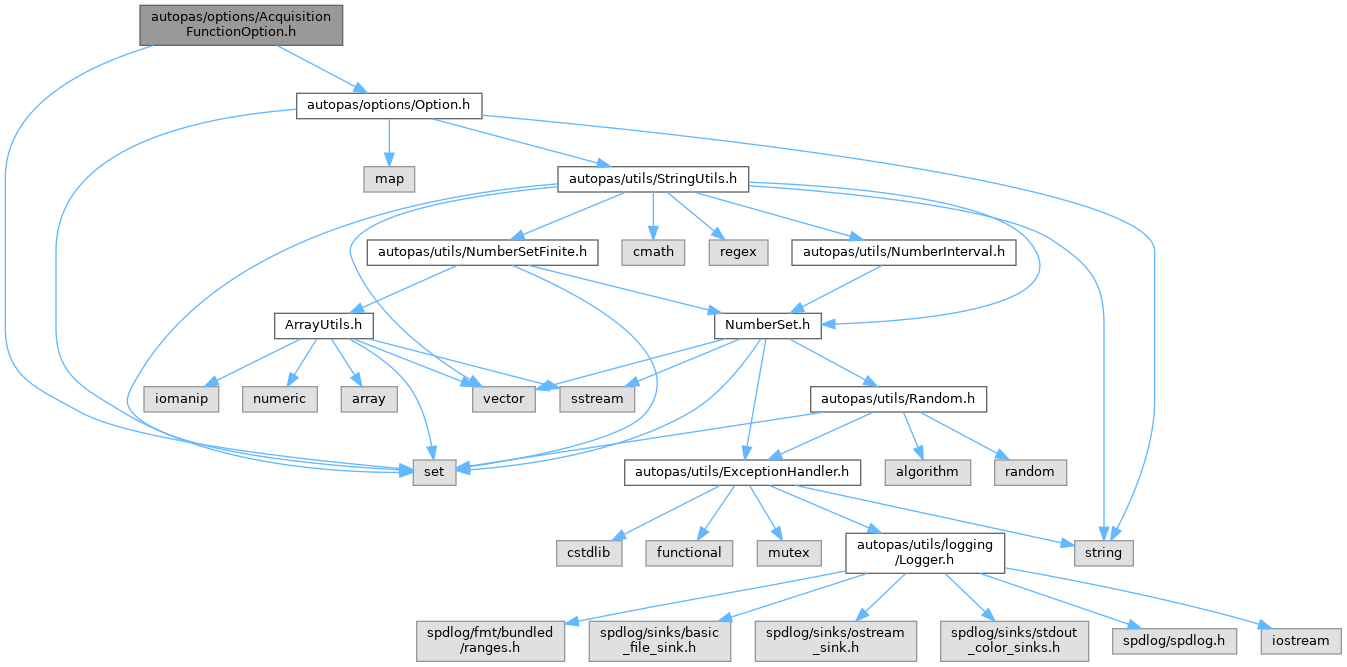 autopas/options/Acquisition
FunctionOption.h
autopas/options/Option.h
map
autopas/utils/StringUtils.h
autopas/utils/NumberSetFinite.h
cmath
regex
autopas/utils/NumberInterval.h
ArrayUtils.h
NumberSet.h
iomanip
numeric
array
vector
sstream
autopas/utils/Random.h
set
autopas/utils/ExceptionHandler.h
algorithm
random
cstdlib
functional
mutex
autopas/utils/logging
/Logger.h
string
spdlog/fmt/bundled
/ranges.h
spdlog/sinks/basic
_file_sink.h
spdlog/sinks/ostream
_sink.h
spdlog/sinks/stdout
_color_sinks.h
spdlog/spdlog.h
iostream